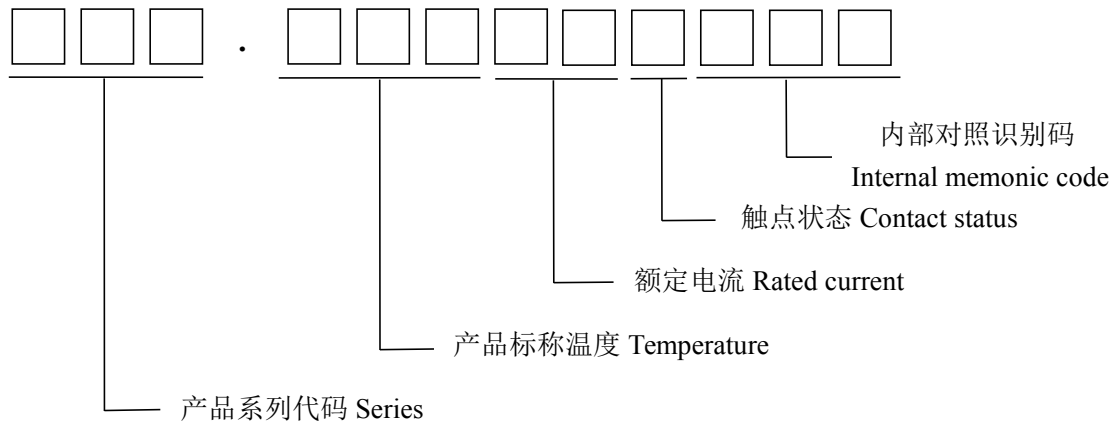 内部对照识别码
Internal memonic code
触点状态 Contact status
额定电流 Rated current
产品标称温度 Temperature
产品系列代码 Series